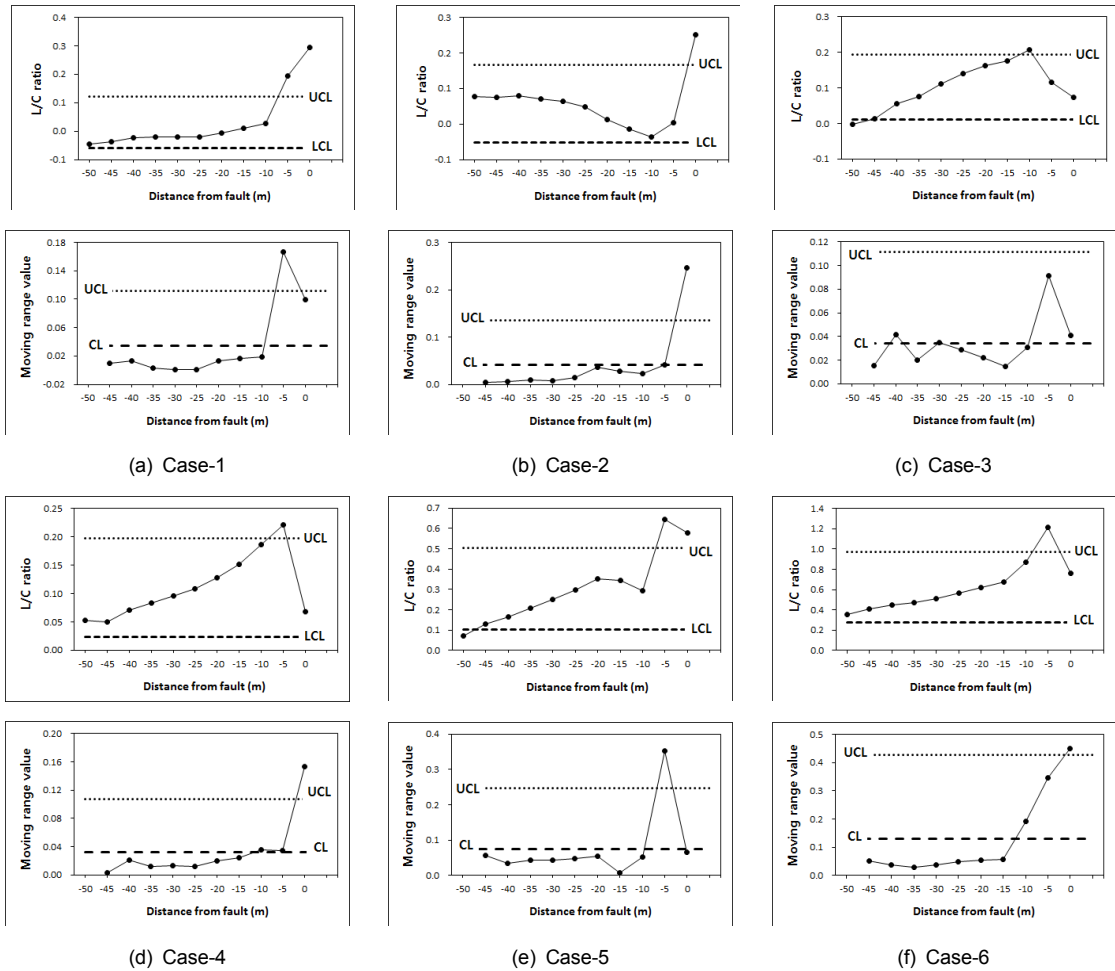 L/C ratio
0.4
0.3
0.2
0.1
0.0
-0.1
UCL
LCL
-50 -45 -40 -35 -30 -25 -20 -15 -10 -5 0
Distance from fault (m)
L/C ratio
0.3
0.2
0.1
0.0
-0.1
UCL
LCL
-50 -45 -40 -35 -30 -25 -20 -15 -10 -5 0
Distance from fault (m)
L/C ratio
0.3
0.2
0.1
0.0
-0.1
UCL
LCL
-50 -45 -40 -35 -30 -25 -20 -15 -10 -5 0
Distance from fault (m)
Moving range value
0.18
0.14
0.10
0.06
0.02
-0.02
UCL
CL
-50 -45 -40 -35 -30 -25 -20 -15 -10 -5 0
Distance from fault (m)
Moving range value
0.3
0.2
0.1
0.0
UCL
CL
-50 -45 -40 -35 -30 -25 -20 -15 -10 -5 0
Distance from fault (m)
Moving range value
0.12
0.10
0.08
0.06
0.04
0.02
0.00
UCL
CL
-50 -45 -40 -35 -30 -25 -20 -15 -10 -5 0
Distance from fault (m)
(a) Case-1
(b) Case-2
(c) Case-3
L/C ratio
0.25
0.20
0.15
0.10
0.05
0.00
UCL
LCL
-50 -45 -40 -35 -30 -25 -20 -15 -10 -5 0
Distance from fault (m)
L/C ratio
0.7
0.6
0.5
0.4
0.3
0.2
0.1
0.0
UCL
LCL
-50 -45 -40 -35 -30 -25 -20 -15 -10 -5 0
Distance from fault (m)
L/C ratio
1.4
1.2
1.0
0.8
0.6
0.4
0.2
0.0
UCL
LCL
-50 -45 -40 -35 -30 -25 -20 -15 -10 -5 0
Distance from fault (m)
Moving range value
0.20
0.16
0.12
0.08
0.04
0.00
UCL
CL
-50 -45 -40 -35 -30 -25 -20 -15 -10 -5 0
Distance from fault (m)
Moving range value
0.4
0.3
0.2
0.1
0.0
UCL
CL
-50 -45 -40 -35 -30 -25 -20 -15 -10 -5 0
Distance from fault (m)
Moving range value
0.5
0.4
0.3
0.2
0.1
0.0
UCL
CL
-50 -45 -40 -35 -30 -25 -20 -15 -10 -5 0
Distance from fault (m)
(d) Case-4
(e) Case-5
(f) Case-6